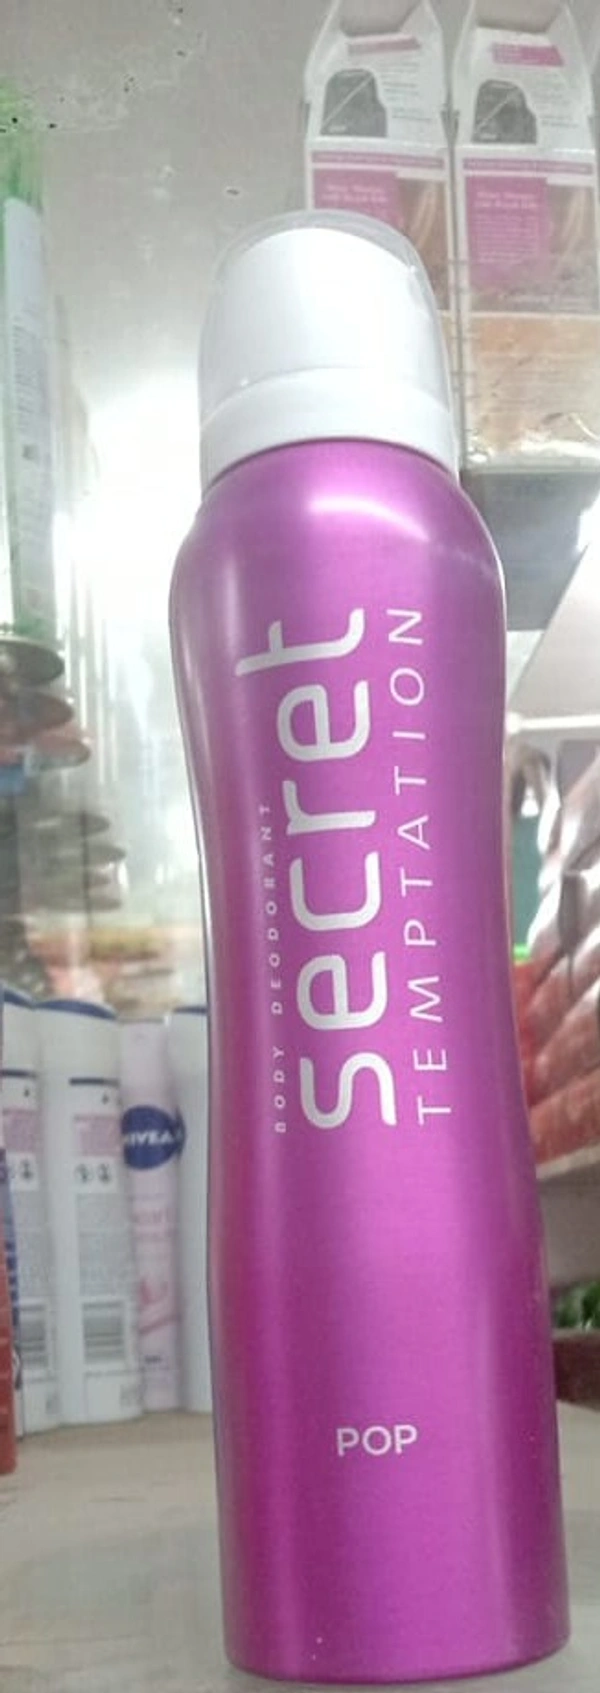 BODY DEODORANT
secret
TEMPTATION
POP
NIVEA